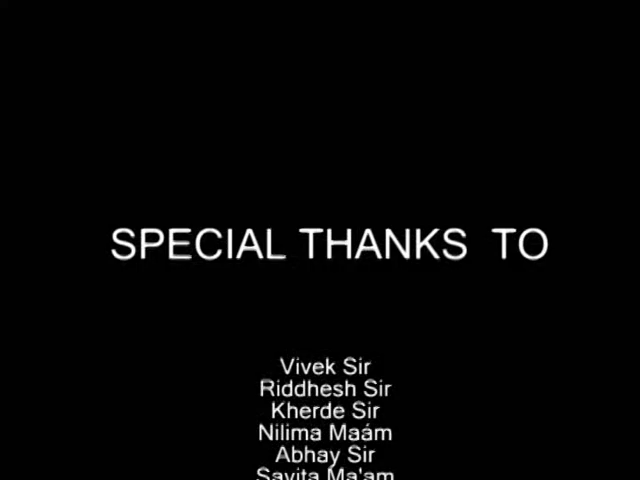 SPECIAL THANKS TO
Vivek Sir
Riddhesh Sir
Kherde Sir
Nilima Maám
Abhay Sir
Savita Ma'am